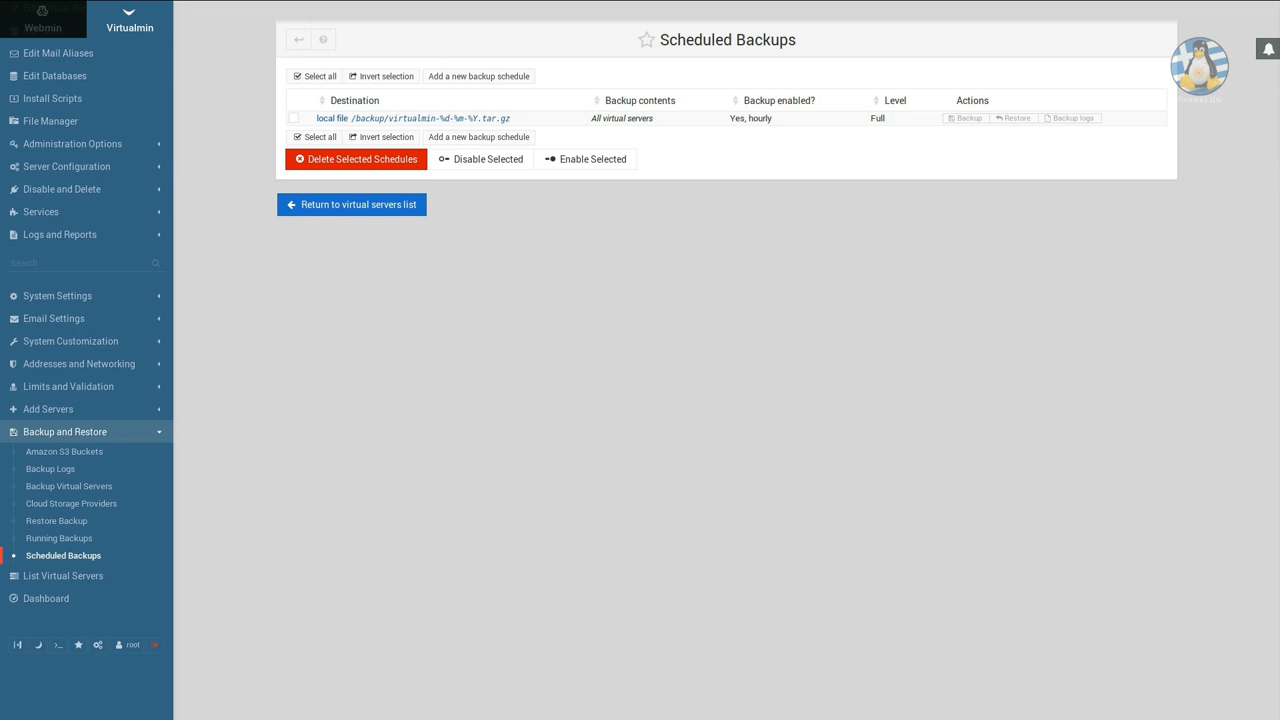 Webmin
Virtualmin
Edit Mail Aliases
Edit Databases
Install Scripts
File Manager
Administration Options
Server Configuration
Disable and Delete
Services
Logs and Reports
Search
System Settings
Email Settings
System Customization
Addresses and Networking
Limits and Validation
Add Servers
Backup and Restore
Amazon S3 Buckets
Backup Logs
Backup Virtual Servers
Cloud Storage Providers
Restore Backup
Running Backups
Scheduled Backups
List Virtual Servers
Dashboard
root
Scheduled Backups
Select all Invert selection Add a new backup schedule
Destination Backup contents Backup enabled? Level Actions
local file /backup/virtualmin-%d-%m-%Y.tar.gz All virtual servers Yes, hourly Full Backup Restore Backup logs
Select all Invert selection Add a new backup schedule
Delete Selected Schedules Disable Selected Enable Selected
Return to virtual servers list
GreekLUG